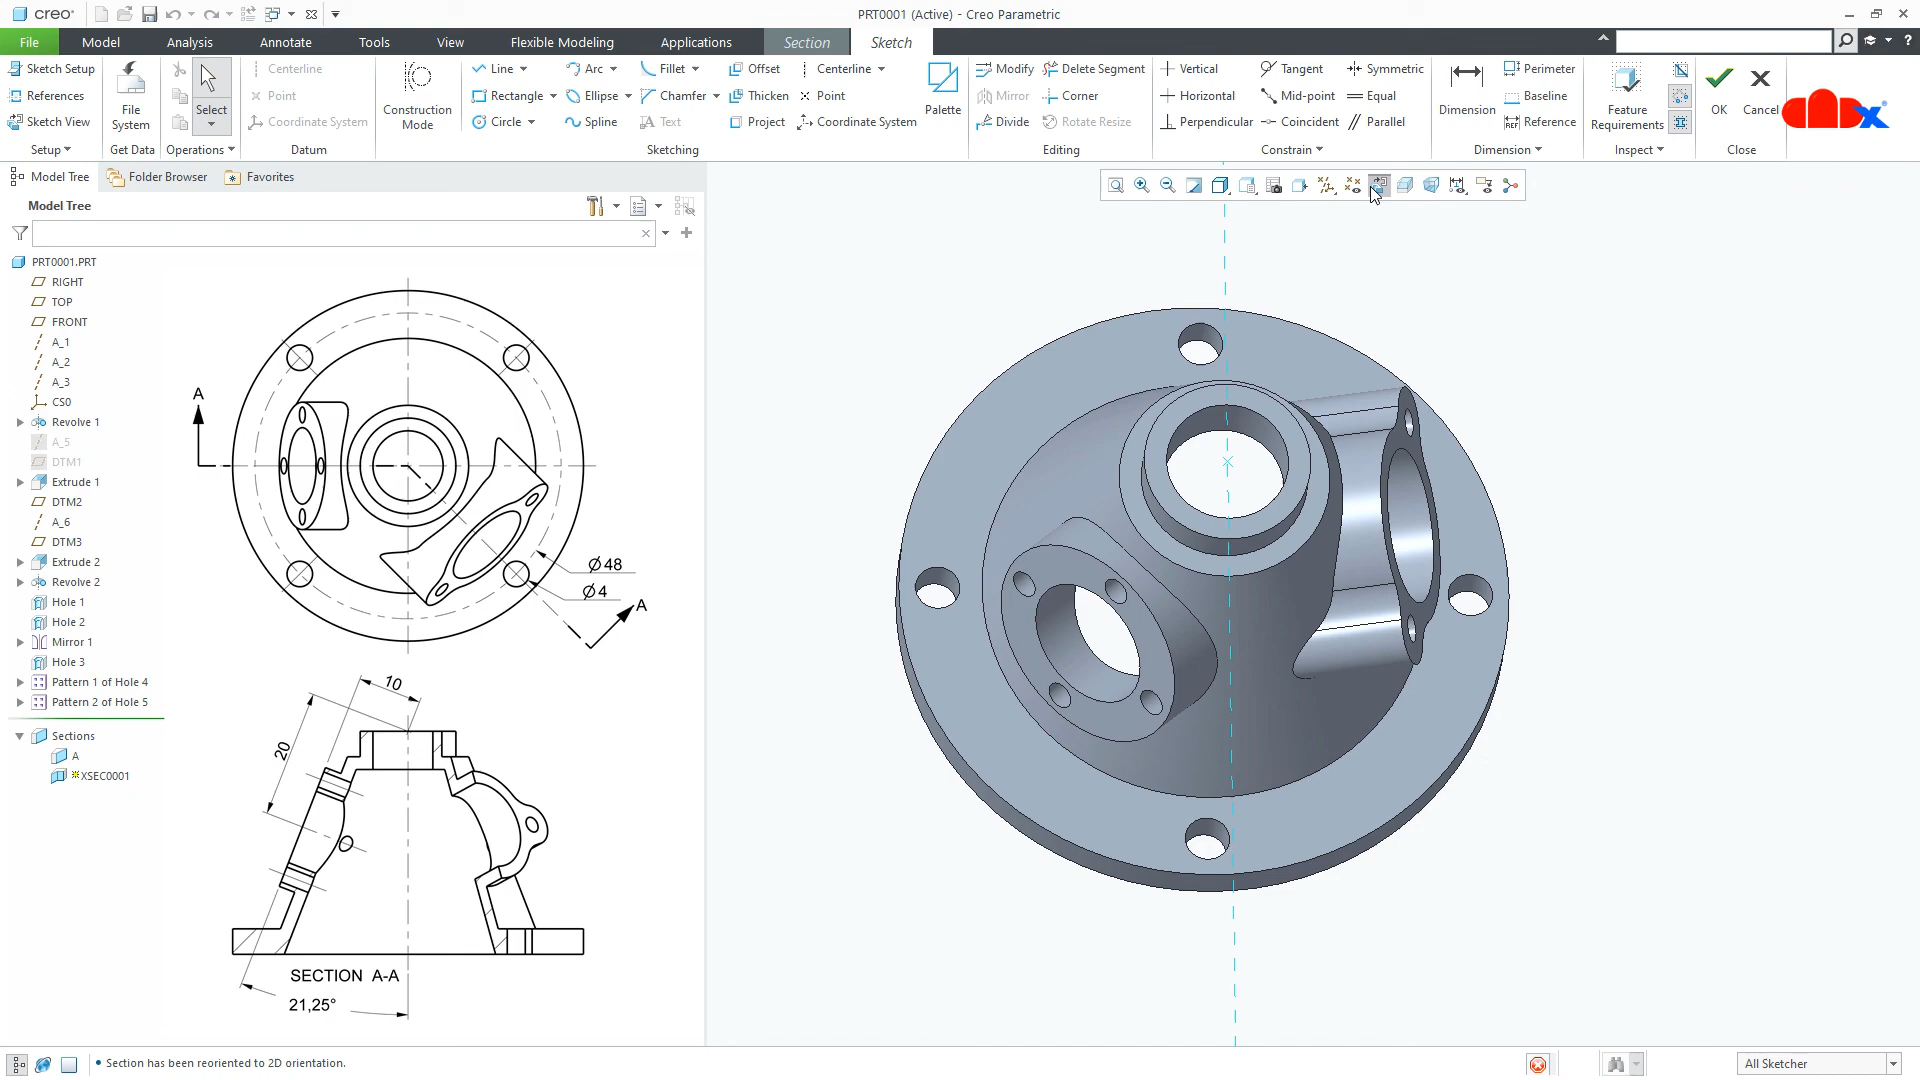 creo
PRT0001 (Active) - Creo Parametric
File
Model
Analysis
Annotate
Tools
View
Flexible Modeling
Applications
Section
Sketch
?
Sketch Setup
References
Sketch View
Setup
File System
Get Data
Select
Operations
Centerline
Point
Coordinate System
Datum
Construction Mode
Line
Rectangle
Circle
Arc
Ellipse
Spline
Fillet
Chamfer
Text
Offset
Thicken
Project
Centerline
Point
Coordinate System
Palette
Sketching
Modify
Mirror
Divide
Delete Segment
Corner
Rotate Resize
Editing
Vertical
Horizontal
Perpendicular
Tangent
Mid-point
Coincident
Symmetric
Equal
Parallel
Constrain
Dimension
Perimeter
Baseline
REF Reference
Dimension
Feature Requirements
Inspect
OK
Cancel
Close
Model Tree
Folder Browser
Favorites
Model Tree
PRT0001.PRT
RIGHT
TOP
FRONT
A_1
A_2
A_3
CS0
Revolve 1
A_5
DTM1
Extrude 1
DTM2
A_6
DTM3
Extrude 2
Revolve 2
Hole 1
Hole 2
Mirror 1
Hole 3
Pattern 1 of Hole 4
Pattern 2 of Hole 5
Sections
A
XSEC0001
A
Ø48
Ø4
A
10
20
SECTION A-A
21,25°
Section has been reoriented to 2D orientation.
All Sketcher